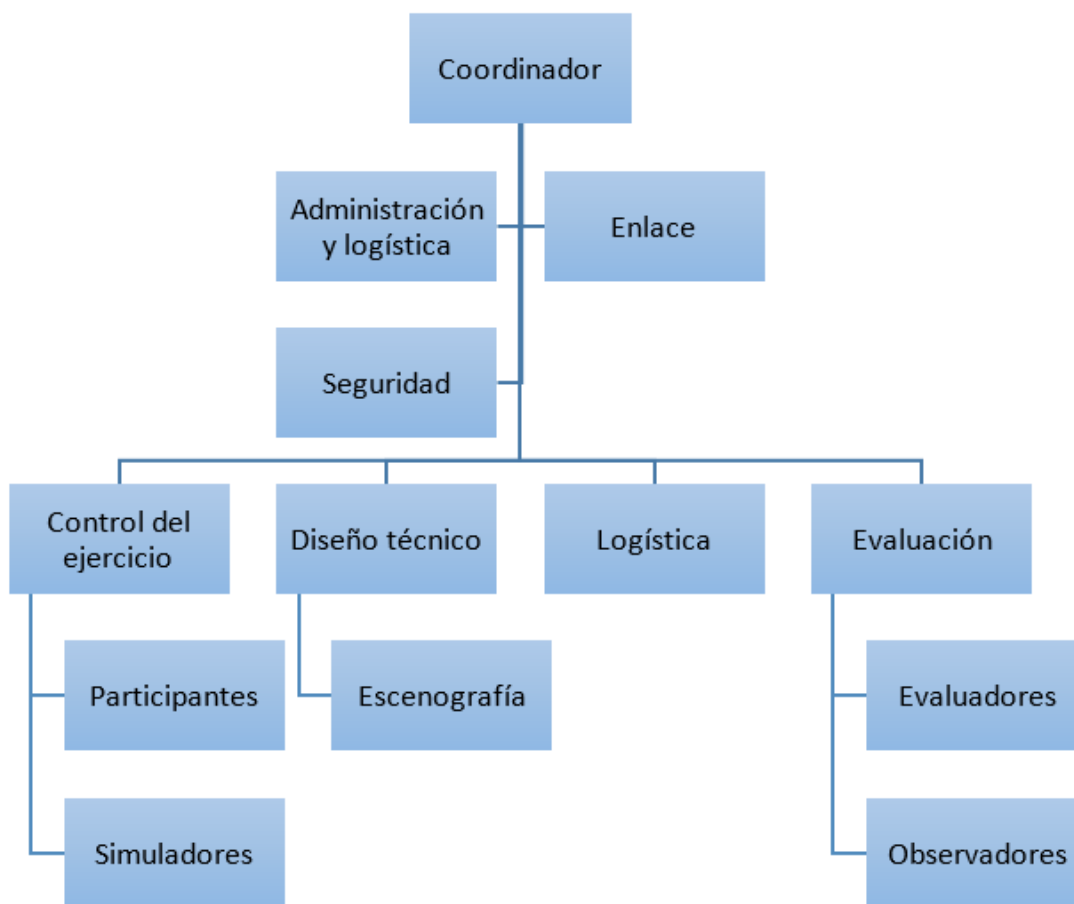 Coordinador
Administración
y logística
Enlace
Seguridad
Control del
ejercicio
Diseño técnico
Logística
Evaluación
Participantes
Escenografía
Evaluadores
Simuladores
Observadores